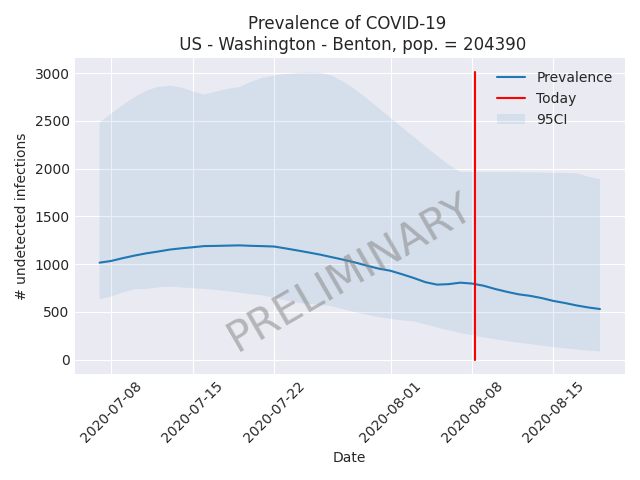 Prevalence of COVID-19
US - Washington - Benton, pop. = 204390
3000
2500
2000
1500
1000
500
0
# undetected infections
Prevalence
Today
95CI
PRELIMINARY
2020-07-08
2020-07-15
2020-07-22
2020-08-01
2020-08-08
2020-08-15
Date